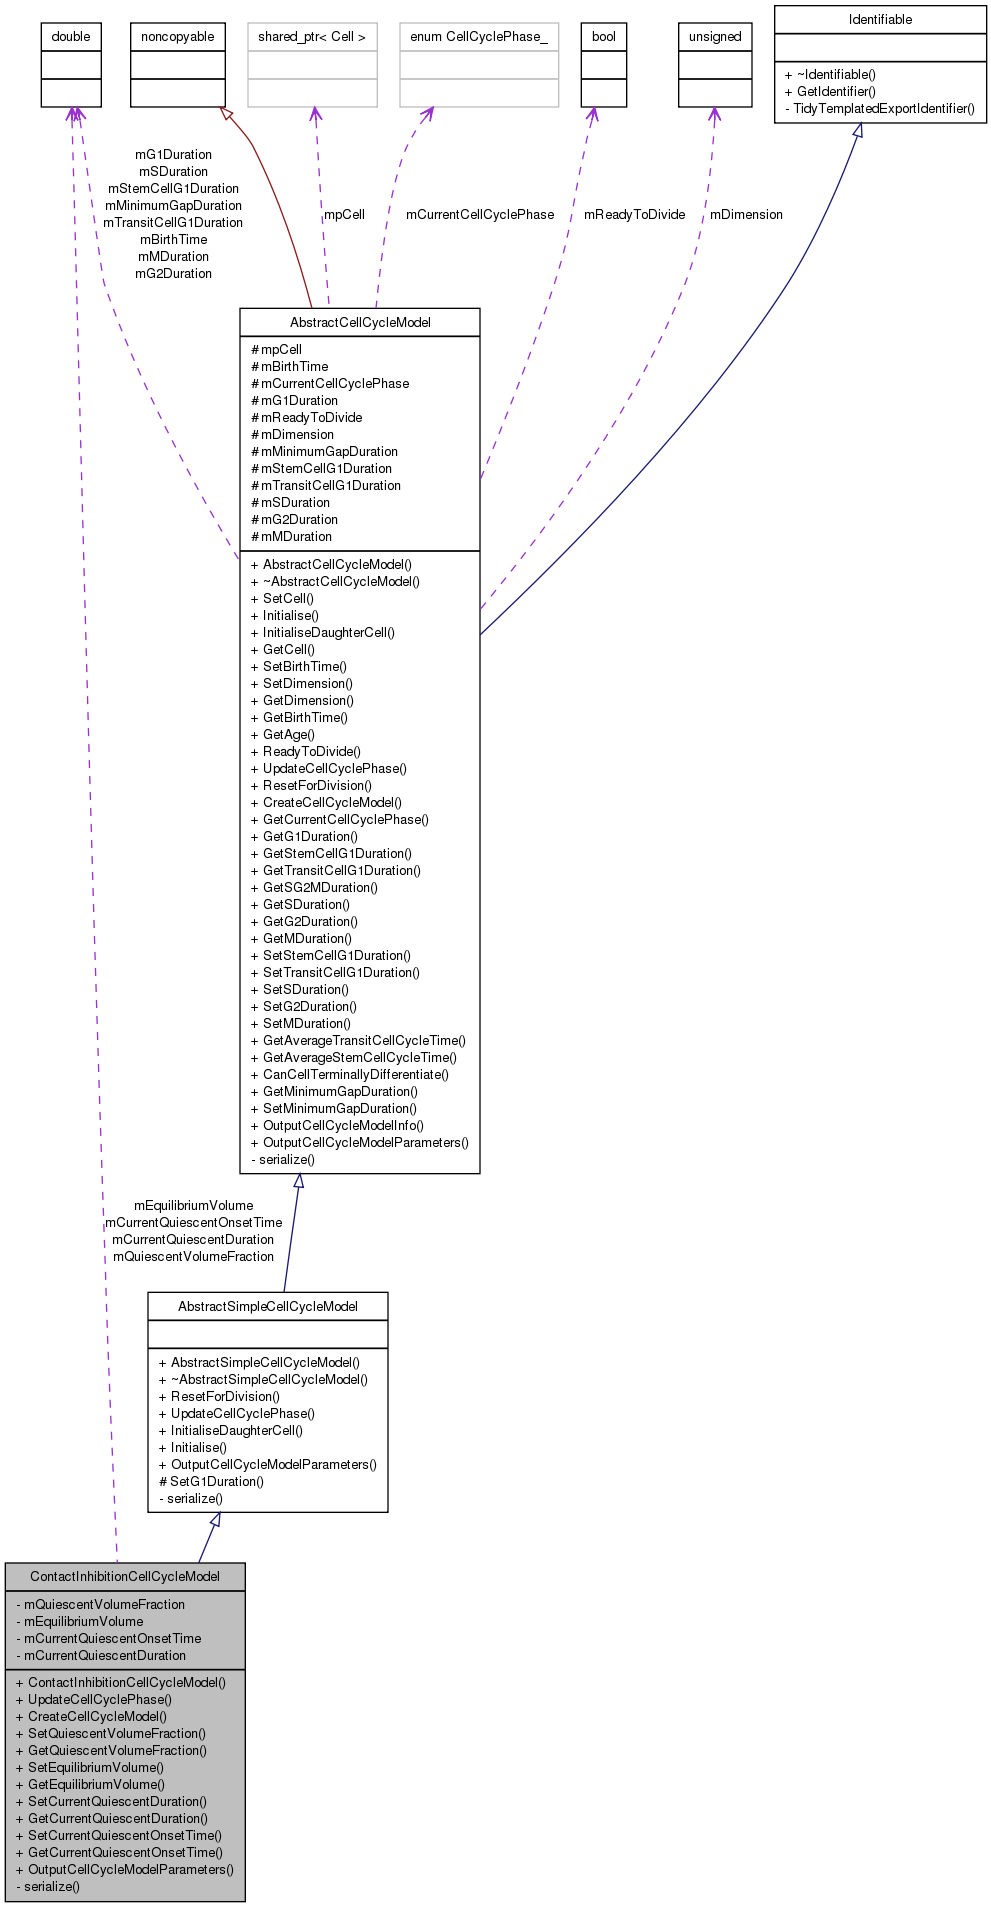 double
noncopyable
shared_ptr< Cell >
enum CellCyclePhase_
bool
unsigned
Identifiable
+ ~Identifiable()
+ GetIdentifier()
- TidyTemplatedExportIdentifier()
mG1Duration
mSDuration
mStemCellG1Duration
mMinimumGapDuration
mTransitCellG1Duration
mBirthTime
mMDuration
mG2Duration
mpCell
mCurrentCellCyclePhase
mReadyToDivide
mDimension
AbstractCellCycleModel
# mpCell
# mBirthTime
# mCurrentCellCyclePhase
# mG1Duration
# mReadyToDivide
# mDimension
# mMinimumGapDuration
# mStemCellG1Duration
# mTransitCellG1Duration
# mSDuration
# mG2Duration
# mMDuration
+ AbstractCellCycleModel()
+ ~AbstractCellCycleModel()
+ SetCell()
+ Initialise()
+ InitialiseDaughterCell()
+ GetCell()
+ SetBirthTime()
+ SetDimension()
+ GetDimension()
+ GetBirthTime()
+ GetAge()
+ ReadyToDivide()
+ UpdateCellCyclePhase()
+ ResetForDivision()
+ CreateCellCycleModel()
+ GetCurrentCellCyclePhase()
+ GetG1Duration()
+ GetStemCellG1Duration()
+ GetTransitCellG1Duration()
+ GetSG2MDuration()
+ GetSDuration()
+ GetG2Duration()
+ GetMDuration()
+ SetStemCellG1Duration()
+ SetTransitCellG1Duration()
+ SetSDuration()
+ SetG2Duration()
+ SetMDuration()
+ GetAverageTransitCellCycleTime()
+ GetAverageStemCellCycleTime()
+ CanCellTerminallyDifferentiate()
+ GetMinimumGapDuration()
+ SetMinimumGapDuration()
+ OutputCellCycleModelInfo()
+ OutputCellCycleModelParameters()
- serialize()
mEquilibriumVolume
mCurrentQuiescentOnsetTime
mCurrentQuiescentDuration
mQuiescentVolumeFraction
AbstractSimpleCellCycleModel
+ AbstractSimpleCellCycleModel()
+ ~AbstractSimpleCellCycleModel()
+ ResetForDivision()
+ UpdateCellCyclePhase()
+ InitialiseDaughterCell()
+ Initialise()
+ OutputCellCycleModelParameters()
# SetG1Duration()
- serialize()
ContactInhibitionCellCycleModel
- mQuiescentVolumeFraction
- mEquilibriumVolume
- mCurrentQuiescentOnsetTime
- mCurrentQuiescentDuration
+ ContactInhibitionCellCycleModel()
+ UpdateCellCyclePhase()
+ CreateCellCycleModel()
+ SetQuiescentVolumeFraction()
+ GetQuiescentVolumeFraction()
+ SetEquilibriumVolume()
+ GetEquilibriumVolume()
+ SetCurrentQuiescentDuration()
+ GetCurrentQuiescentDuration()
+ SetCurrentQuiescentOnsetTime()
+ GetCurrentQuiescentOnsetTime()
+ OutputCellCycleModelParameters()
- serialize()